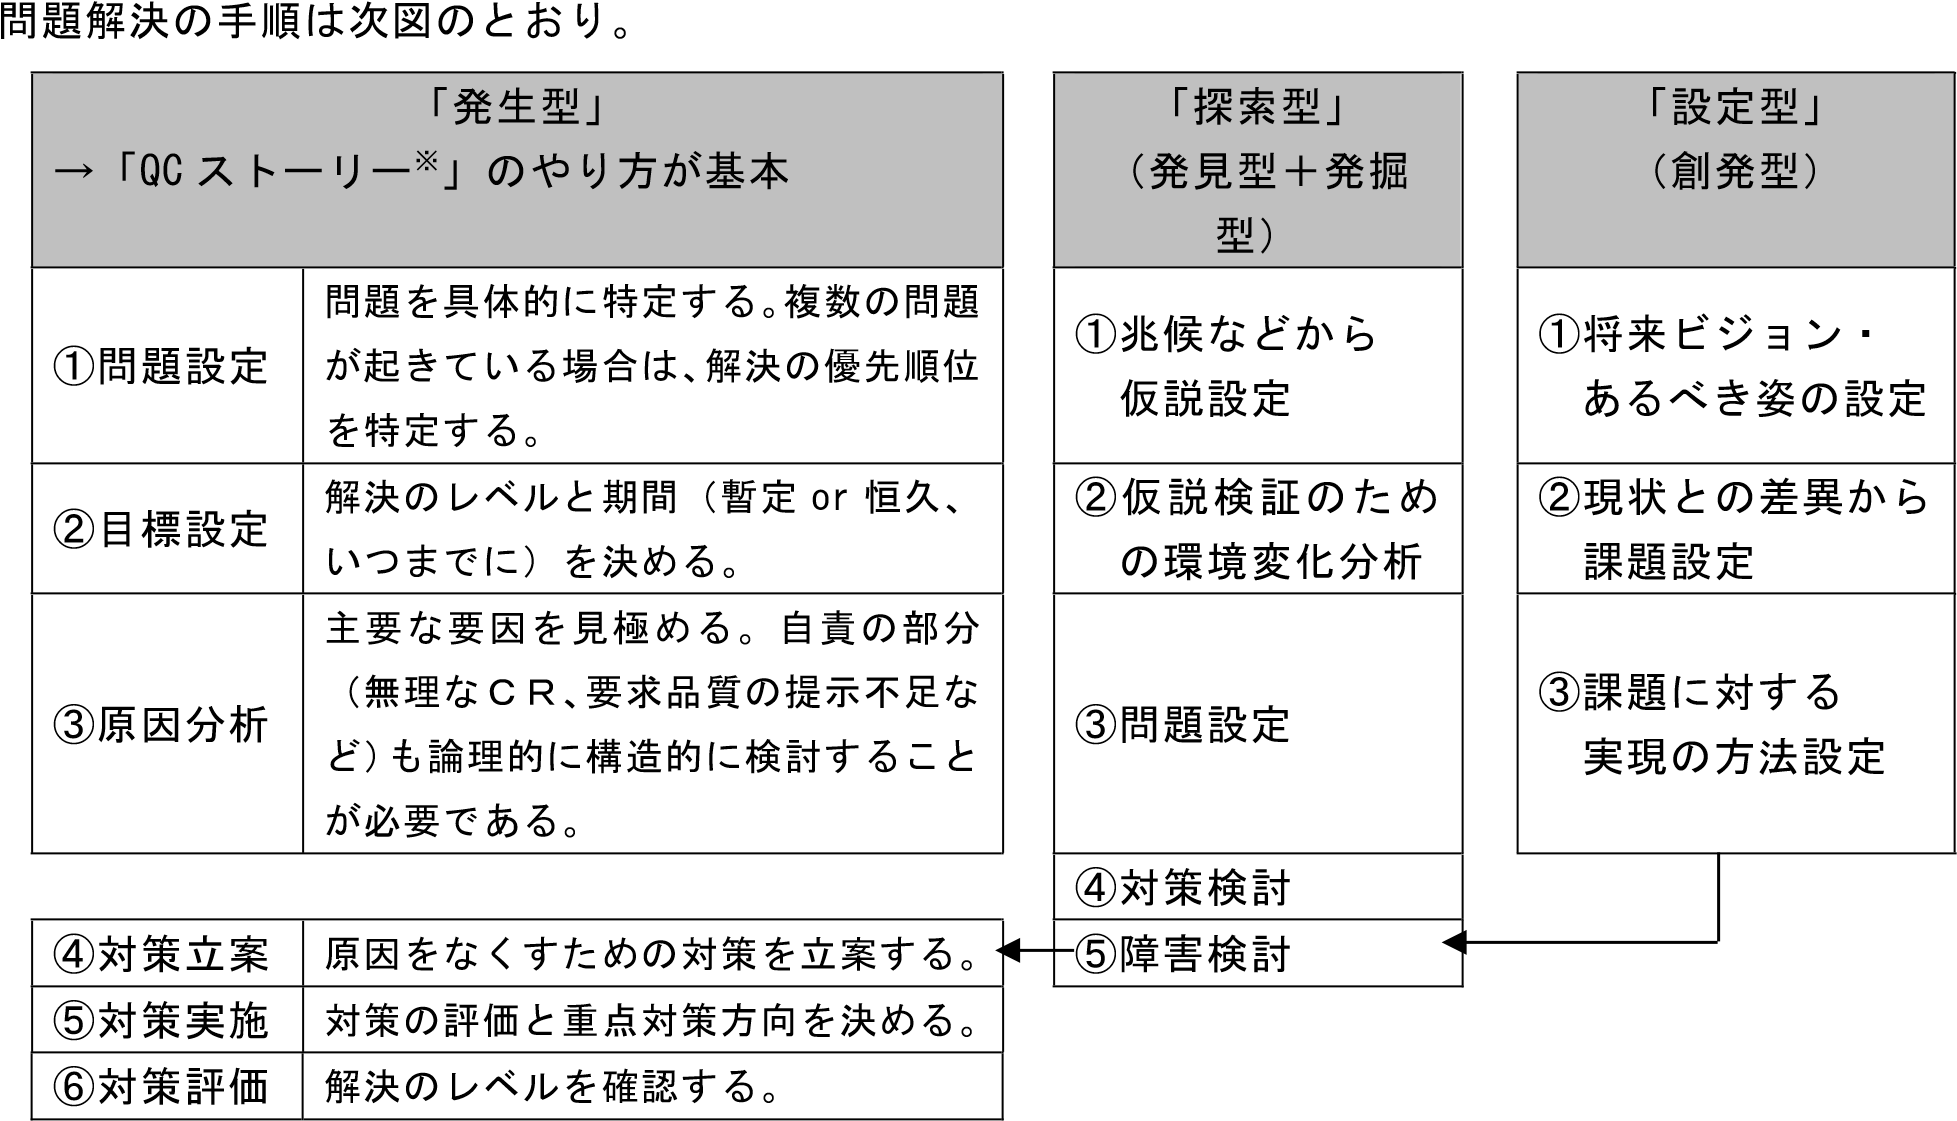 問題解決の手順は次図のとおり。
「発生型」
→「QCストーリー※」のやり方が基本
①問題設定
問題を具体的に特定する。複数の問題
が起きている場合は、解決の優先順位
を特定する。
②目標設定
解決のレベルと期間（暫定 or 恒久、
いつまでに）を決める。
③原因分析
主要な要因を見極める。自責の部分
（無理なＣＲ、要求品質の提示不足な
ど）も論理的に構造的に検討すること
が必要である。
④対策立案
原因をなくすための対策を立案する。
⑤対策実施
対策の評価と重点対策方向を決める。
⑥対策評価
解決のレベルを確認する。
「探索型」
（発見型＋発掘
型）
①兆候などから
仮説設定
②仮説検証のため
の環境変化分析
③問題設定
④対策検討
⑤障害検討
「設定型」
（創発型）
①将来ビジョン・
あるべき姿の設定
②現状との差異から
課題設定
③課題に対する
実現の方法設定